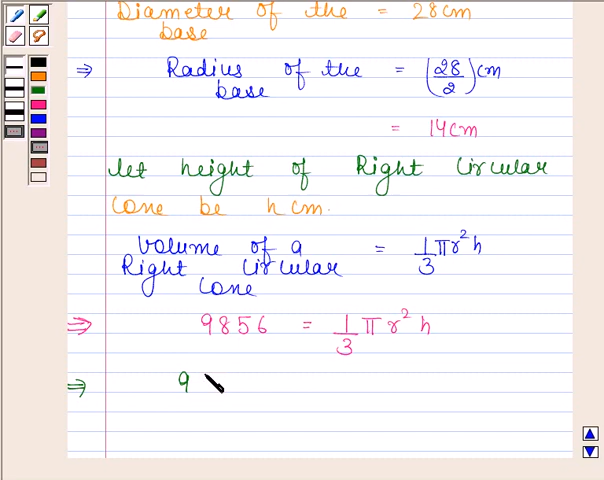 Diameter of the = 28cm
base
⇒ Radius of the = (28/2) cm
base
= 14cm
let height of Right Circular
Cone be h cm.
Volume of a = 1/3 πr²h
Right Circular
Cone
⇒ 9856 = 1/3 πr²h
⇒ 9